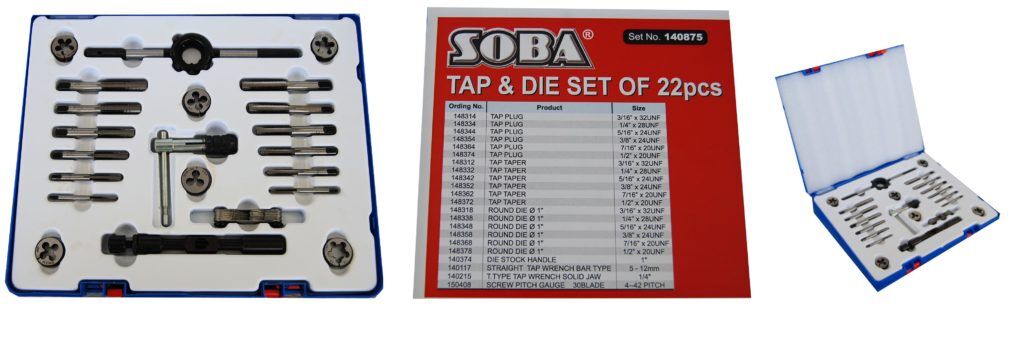 SOBA®
Set No. 140875
TAP & DIE SET OF 22pcs
Ording No. Product Size
148314 TAP PLUG 3/16" x 32UNF
148334 TAP PLUG 1/4" x 28UNF
148344 TAP PLUG 5/16" x 24UNF
148354 TAP PLUG 3/8" x 24UNF
148364 TAP PLUG 7/16" x 20UNF
148374 TAP PLUG 1/2" x 20UNF
148312 TAP TAPER 3/16" x 32UNF
148332 TAP TAPER 1/4" x 28UNF
148342 TAP TAPER 5/16" x 24UNF
148352 TAP TAPER 3/8" x 24UNF
148362 TAP TAPER 7/16" x 20UNF
148372 TAP TAPER 1/2" x 20UNF
148318 ROUND DIE Ø 1" 3/16" x 32UNF
148338 ROUND DIE Ø 1" 1/4" x 28UNF
148348 ROUND DIE Ø 1" 5/16" x 24UNF
148358 ROUND DIE Ø 1" 3/8" x 24UNF
148368 ROUND DIE Ø 1" 7/16" x 20UNF
148378 ROUND DIE Ø 1" 1/2" x 20UNF
140374 DIE STOCK HANDLE 1"
140117 STRAIGHT TAP WRENCH BAR TYPE 5 - 12mm
140215 T.TYPE TAP WRENCH SOLID JAW 1/4"
150408 SCREW PITCH GAUGE 30BLADE 4-42 PITCH